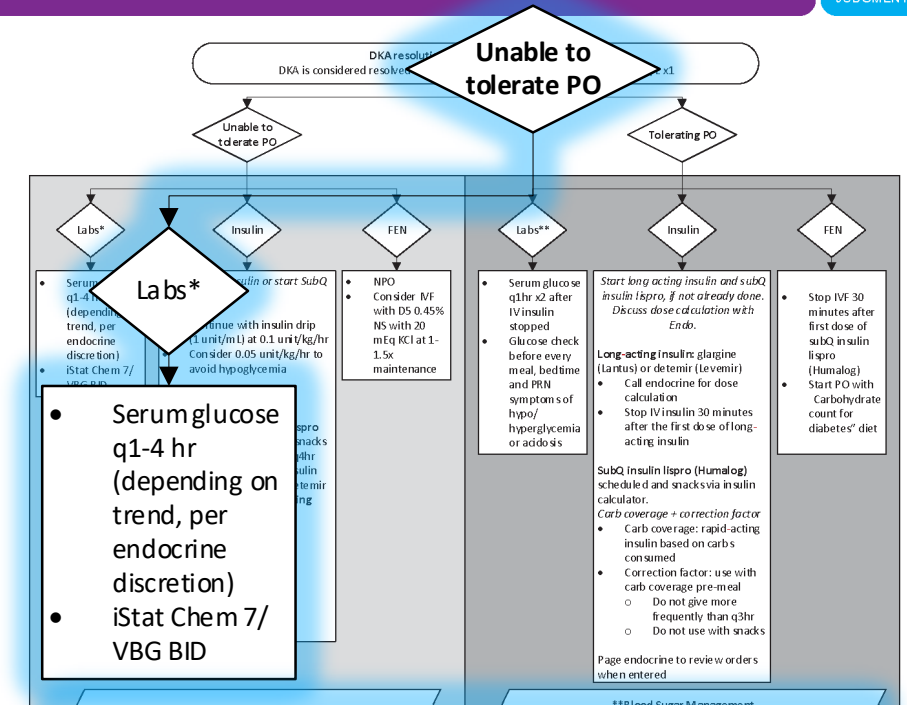 JUDGMENT
DKA resoluti
DKA is considered resolved
x1
Unable to
tolerate PO
Unable to
tolerate PO
Tolerating PO
Labs*
Insulin
FEN
Labs**
Insulin
FEN
Labs*
Serum
q1-4 h
(depending
trend, per
endocrine
discretion)
iStat Chem 7/
VBG BID
sulin or start SubQ
ontinue with insulin drip
(1 unit/mL) at 0.1 unit/kg/hr
Consider 0.05 unit/kg/hr to
avoid hypoglycemia
spro
snacks
q4hr
sulin
etemir
ing
• NPO
• Consider IVF
with D5 0.45%
NS with 20
mEq KCl at 1-
1.5x
maintenance
• Serum glucose
q1-4 hr
(depending on
trend, per
endocrine
discretion)
• iStat Chem 7/
VBG BID
• Serum glucose
q1hr x2 after
IV insulin
stopped
• Glucose check
before every
meal, bedtime
and PRN
symptoms of
hypo/
hyperglycemia
or acidosis
Start long acting insulin and subQ
insulin lispro, if not already done.
Discuss dose calculation with
Endo.
Long-acting insulin: glargine
(Lantus) or detemir (Levemir)
• Call endocrine for dose
calculation
• Stop IV insulin 30 minutes
after the first dose of long-
acting insulin
SubQ insulin lispro (Humalog)
scheduled and snacks via insulin
calculator.
Carb coverage + correction factor
• Carb coverage: rapid-acting
insulin based on carbs
consumed
• Correction factor: use with
carb coverage pre-meal
○ Do not give more
frequently than q3hr
○ Do not use with snacks
Page endocrine to review orders
when entered
• Stop IVF 30
minutes after
first dose of
subQ insulin
lispro
(Humalog)
• Start PO with
Carbohydrate
count for
diabetes" diet
**Blood Sugar Management